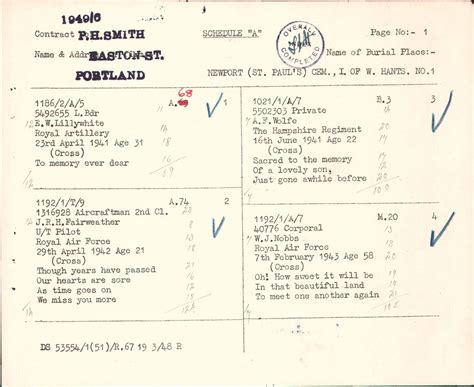 1949/6
Contract P.H.SMITH
SCHEDULE "A"
OVERALL
COMPLETED
Page No:- 1
Name & Addr EASTON-ST.
PORTLAND
Name of Burial Place:-
NEWPORT (ST. PAUL'S) CEM., I. OF W. HANTS. NO.1
1186/2/A/5 A. 68 1
5492655 L.Bdr
E.W.Lillywhite
Royal Artillery
23rd April 1941 Age 31
(Cross)
To memory ever dear
1021/1/A/7 B.3 3
5502303 Private
A.F.Wolfe
The Hampshire Regiment
16th June 1941 Age 22
(Cross)
Sacred to the memory
Of a lovely son,
Just gone awhile before
1192/1/T/9 A.74 2
1316928 Aircraftman 2nd Cl.
J.R.H.Fairweather
U/T Pilot
Royal Air Force
29th April 1942 Age 21
(Cross)
Though years have passed
Our hearts are sore
As time goes on
We miss you more
1192/1/A/7 M.20 4
40776 Corporal
W.J.Nobbs
Royal Air Force
7th February 1943 Age 58
(Cross)
Oh! How sweet it will be
In that beautiful land
To meet one another again
DS 53554/1(51)/R.67 19 3/48 R